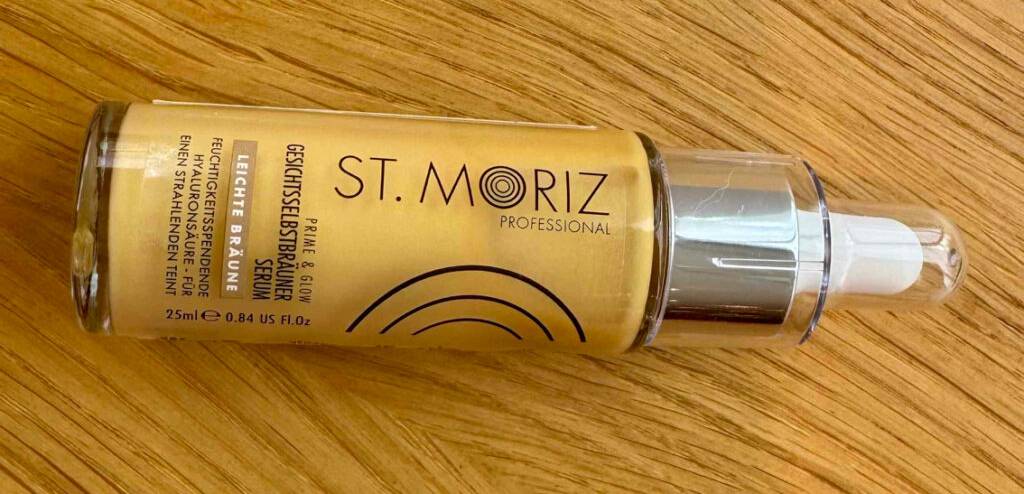 ST. MORIZ
PROFESSIONAL
PRIME & GLOW
GESICHTSSELBSTBRÄUNER
SERUM
LEICHTE BRÄUNE
FEUCHTIGKEITSSPENDENDE
HYALURONSÄURE - FÜR
EINEN STRAHLENDEN TEINT
25ml ℮ 0.84 US Fl.Oz